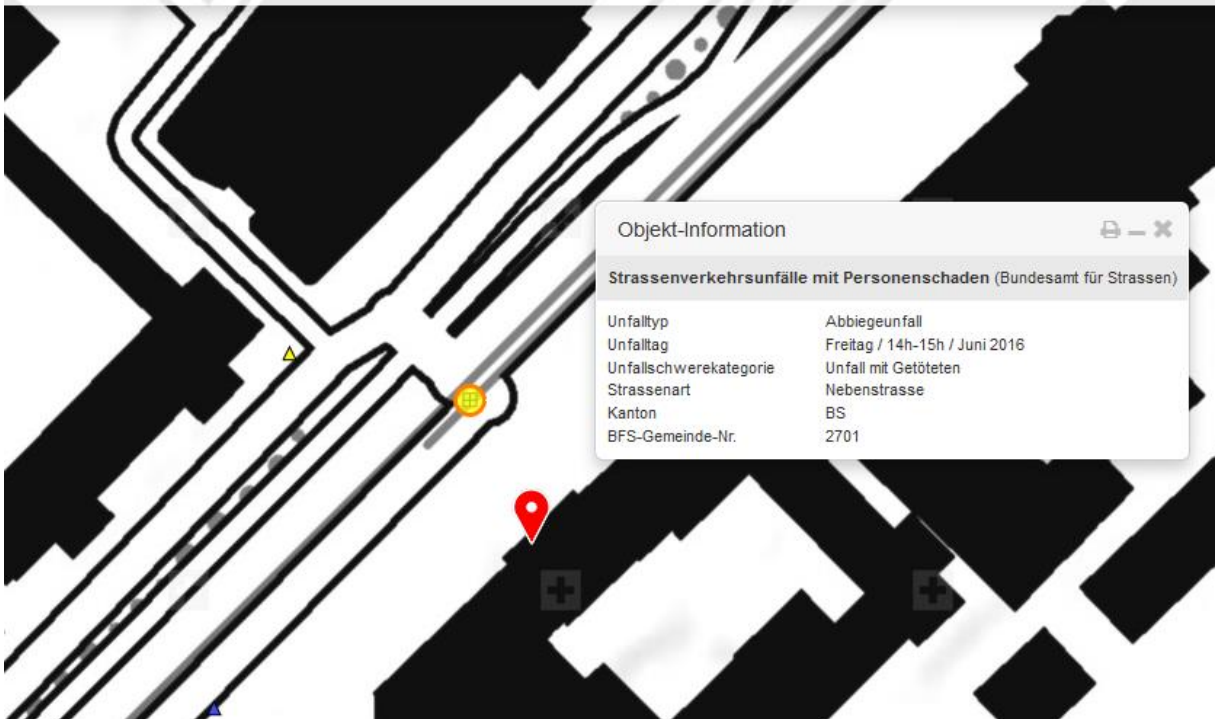 Objekt-Information
Strassenverkehrsunfälle mit Personenschaden (Bundesamt für Strassen)
Unfalltyp Abbiegeunfall
Unfalltag Freitag / 14h-15h / Juni 2016
Unfallschwerekategorie Unfall mit Getöteten
Strassenart Nebenstrasse
Kanton BS
BFS-Gemeinde-Nr. 2701